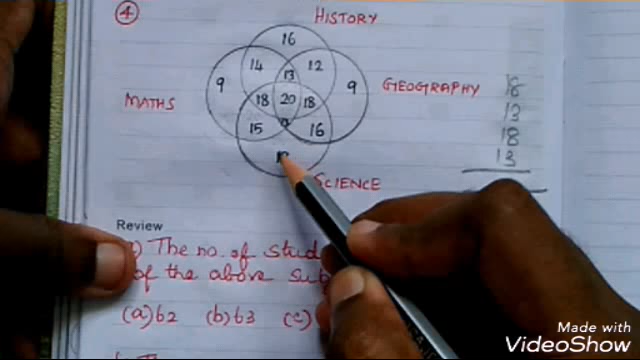 ④
HISTORY
16
14
12
13
9
9
18
20
18
MATHS
GEOGRAPHY
15
16
SCIENCE
18
13
18
13
Review
) The no. of Stud
of the above Sub
(a) 62 (b) 63 (c)
Made with
VideoShow